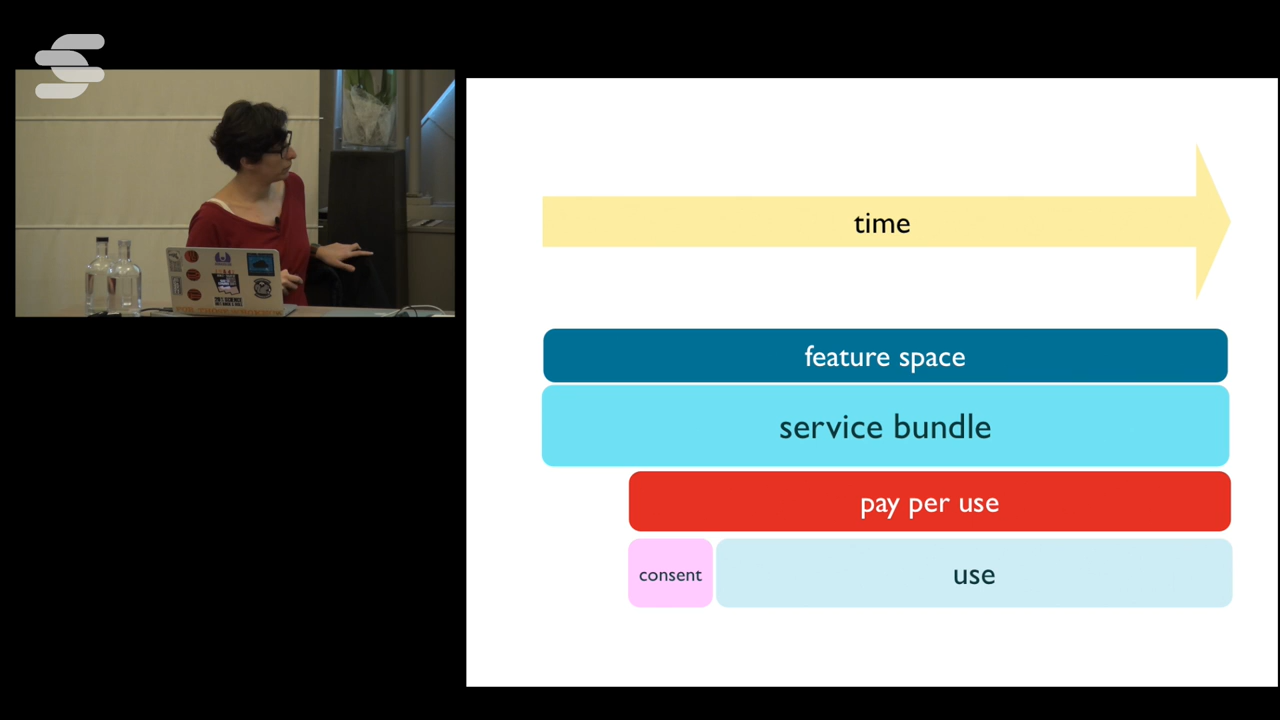 time
feature space
service bundle
pay per use
consent
use